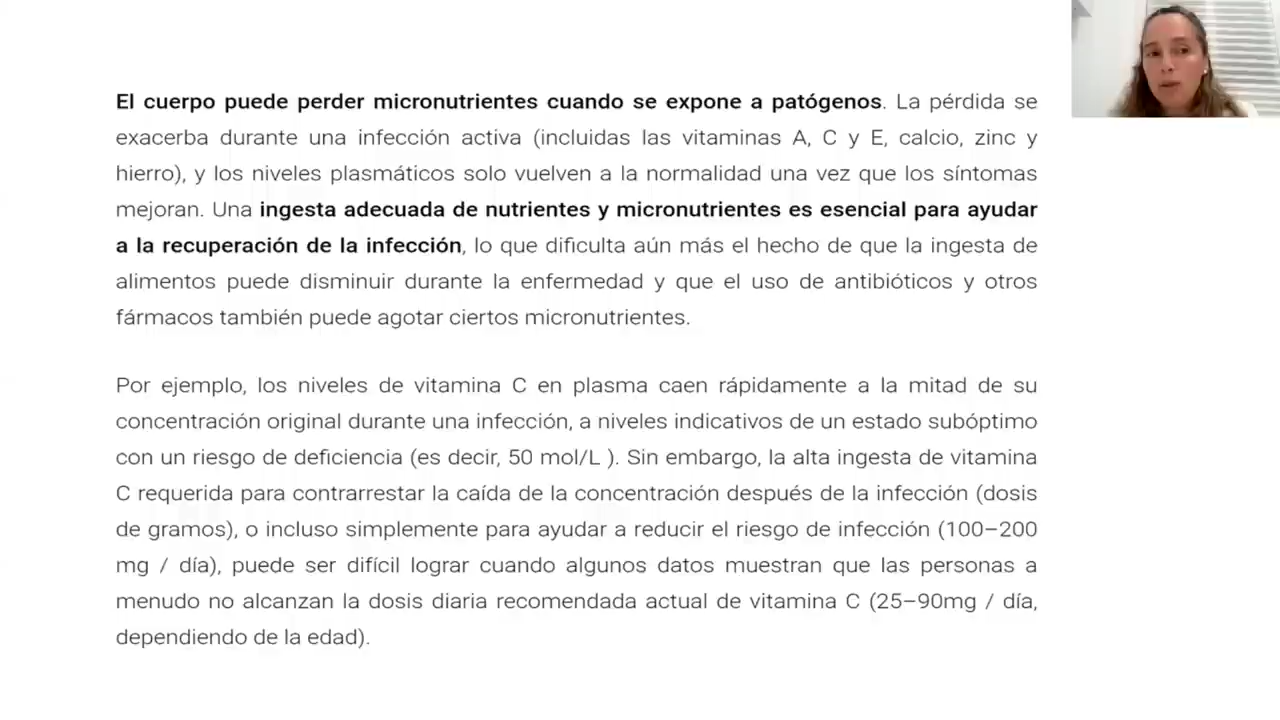 El cuerpo puede perder micronutrientes cuando se expone a patógenos. La pérdida se
exacerba durante una infección activa (incluidas las vitaminas A, C y E, calcio, zinc y
hierro), y los niveles plasmáticos solo vuelven a la normalidad una vez que los síntomas
mejoran. Una ingesta adecuada de nutrientes y micronutrientes es esencial para ayudar
a la recuperación de la infección, lo que dificulta aún más el hecho de que la ingesta de
alimentos puede disminuir durante la enfermedad y que el uso de antibióticos y otros
fármacos también puede agotar ciertos micronutrientes.
Por ejemplo, los niveles de vitamina C en plasma caen rápidamente a la mitad de su
concentración original durante una infección, a niveles indicativos de un estado subóptimo
con un riesgo de deficiencia (es decir, 50 mol/L ). Sin embargo, la alta ingesta de vitamina
C requerida para contrarrestar la caída de la concentración después de la infección (dosis
de gramos), o incluso simplemente para ayudar a reducir el riesgo de infección (100–200
mg / día), puede ser difícil lograr cuando algunos datos muestran que las personas a
menudo no alcanzan la dosis diaria recomendada actual de vitamina C (25–90mg / día,
dependiendo de la edad).